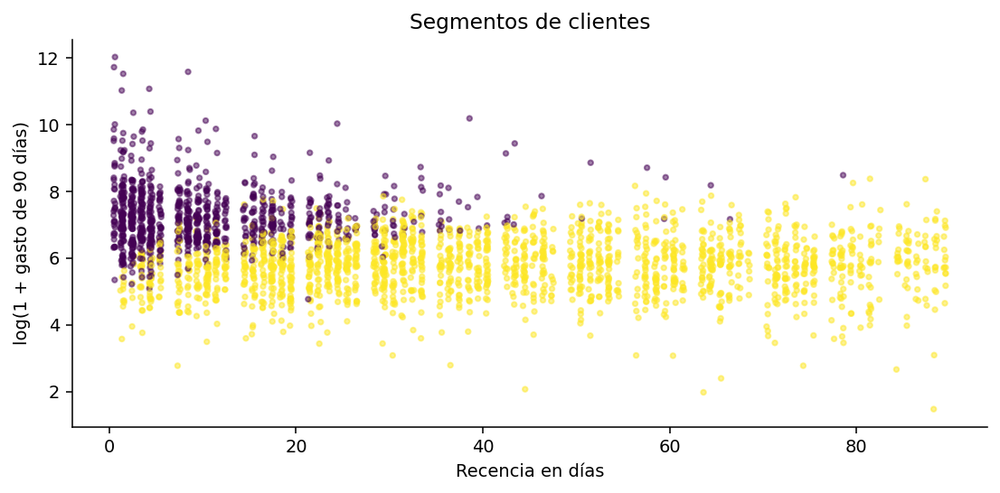 Segmentos de clientes
log(1 + gasto de 90 días)
12
10
8
6
4
2
0 20 40 60 80
Recencia en días